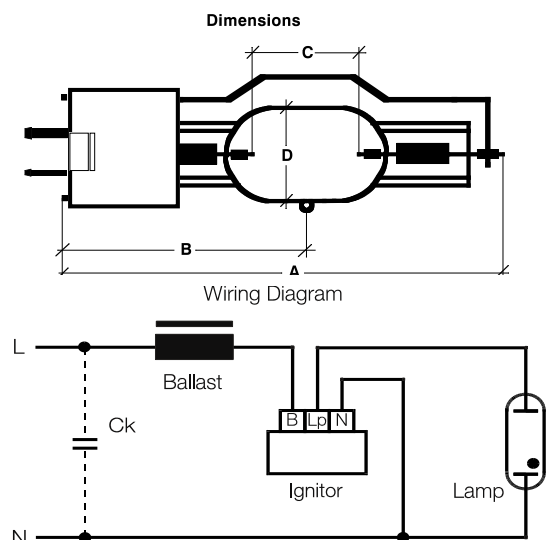 Dimensions
C
D
B
A
Wiring Diagram
L
Ballast
Ck
B Lp N
Ignitor
Lamp
N